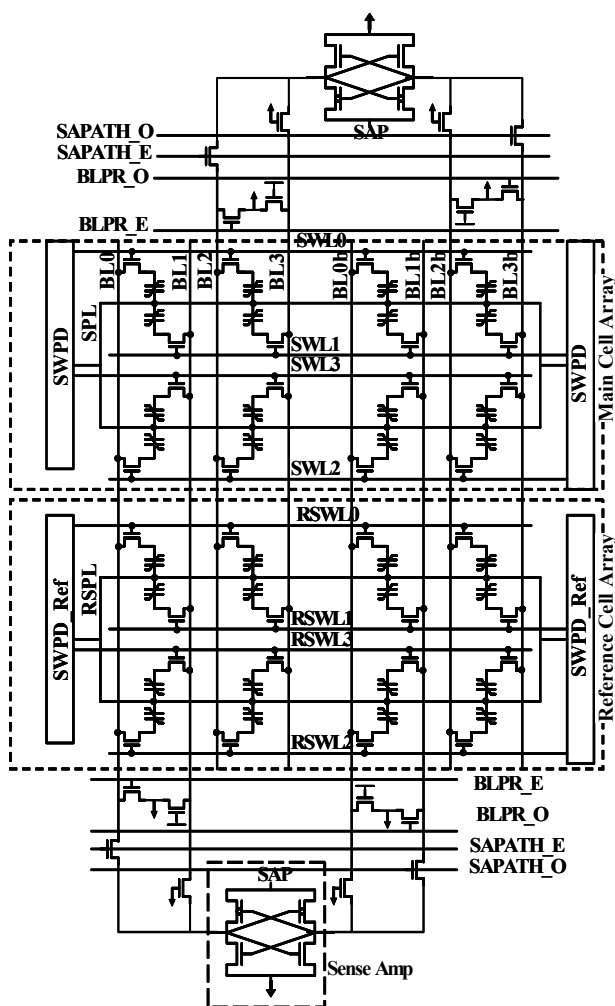 SAP
SAPATH_O
SAPATH_E
BLPR_O
BLPR_E
SWL0
BL0
BL1
BL2
BL3
BL0b
BL1b
BL2b
BL3b
SWPD
SPL
SWL1
SWL3
SWL2
SWPD
Main Cell Array
RSWL0
SWPD_Ref
RSPL
RSWL1
RSWL3
RSWL2
SWPD_Ref
Reference Cell Array
BLPR_E
BLPR_O
SAPATH_E
SAPATH_O
SAP
Sense Amp